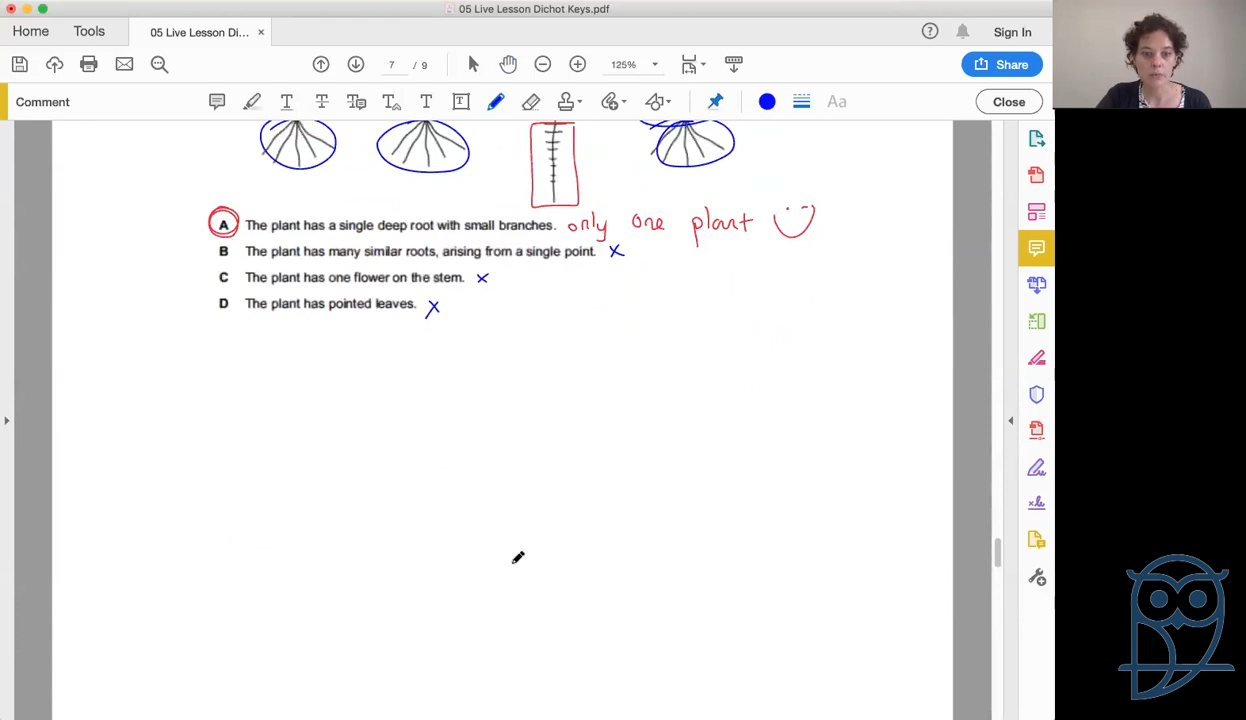 05 Live Lesson Dichot Keys.pdf
Home Tools 05 Live Lesson Di... × Sign In
7 / 9 125% Share
Comment Aa Close
A The plant has a single deep root with small branches. only one plant
B The plant has many similar roots, arising from a single point. x
C The plant has one flower on the stem. x
D The plant has pointed leaves. x